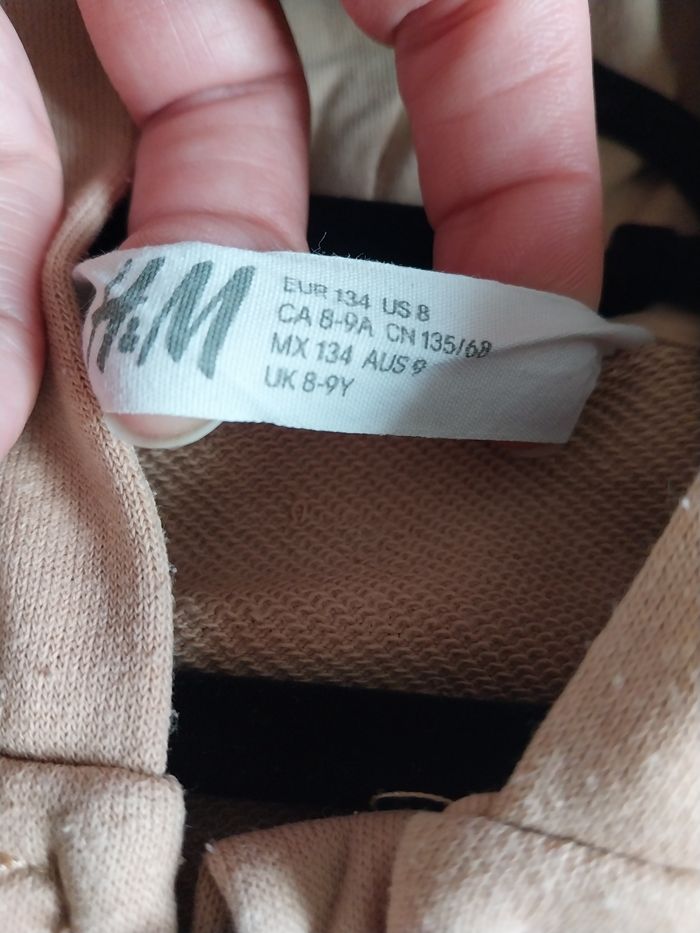 H&M
EUR 134 US 8
CA 8-9A CN 135/68
MX 134 AUS 9
UK 8-9Y